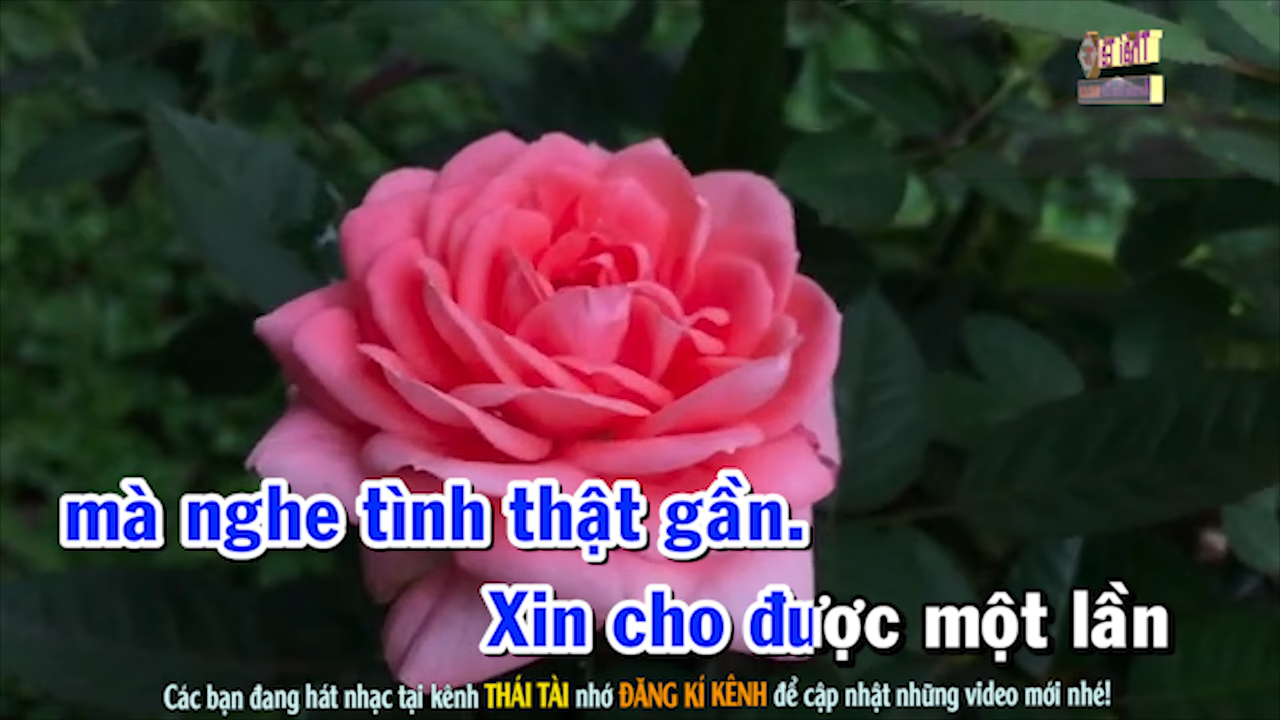 mà nghe tình thật gần.
Xin cho được một lần
Các bạn đang hát nhạc tại kênh THÁI TÀI nhớ ĐĂNG KÍ KÊNH để cập nhật những video mới nhé!